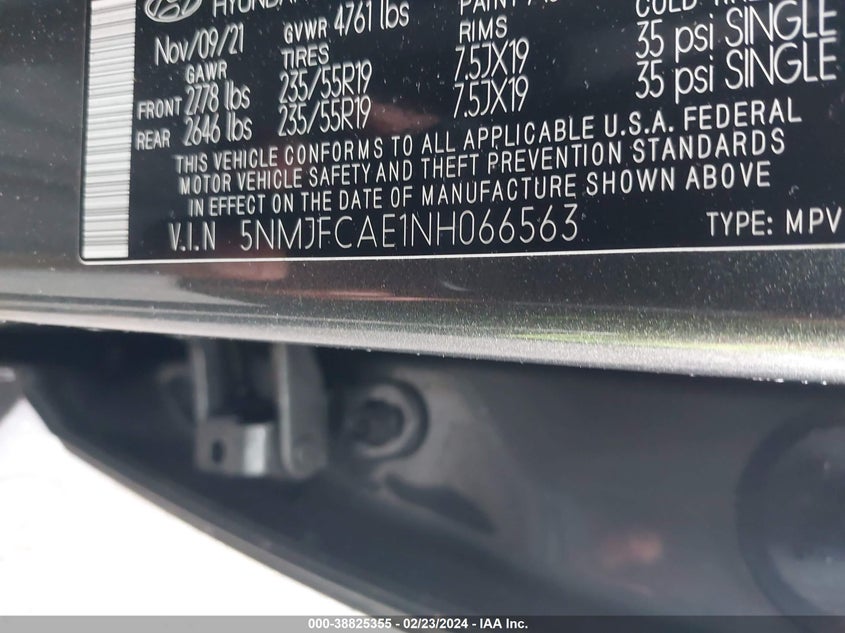 HYUNDAI
Nov/09/21 GVWR 4761 lbs PAINT
GAWR TIRES RIMS COLD
FRONT 2778 lbs 235/55R19 7.5JX19 35 psi SINGLE
REAR 2646 lbs 235/55R19 7.5JX19 35 psi SINGLE
THIS VEHICLE CONFORMS TO ALL APPLICABLE U.S.A. FEDERAL
MOTOR VEHICLE SAFETY AND THEFT PREVENTION STANDARDS
IN EFFECT ON THE DATE OF MANUFACTURE SHOWN ABOVE
V.I.N 5NMJFCAE1NH066563 TYPE: MPV
000-38825355 - 02/23/2024 - IAA Inc.